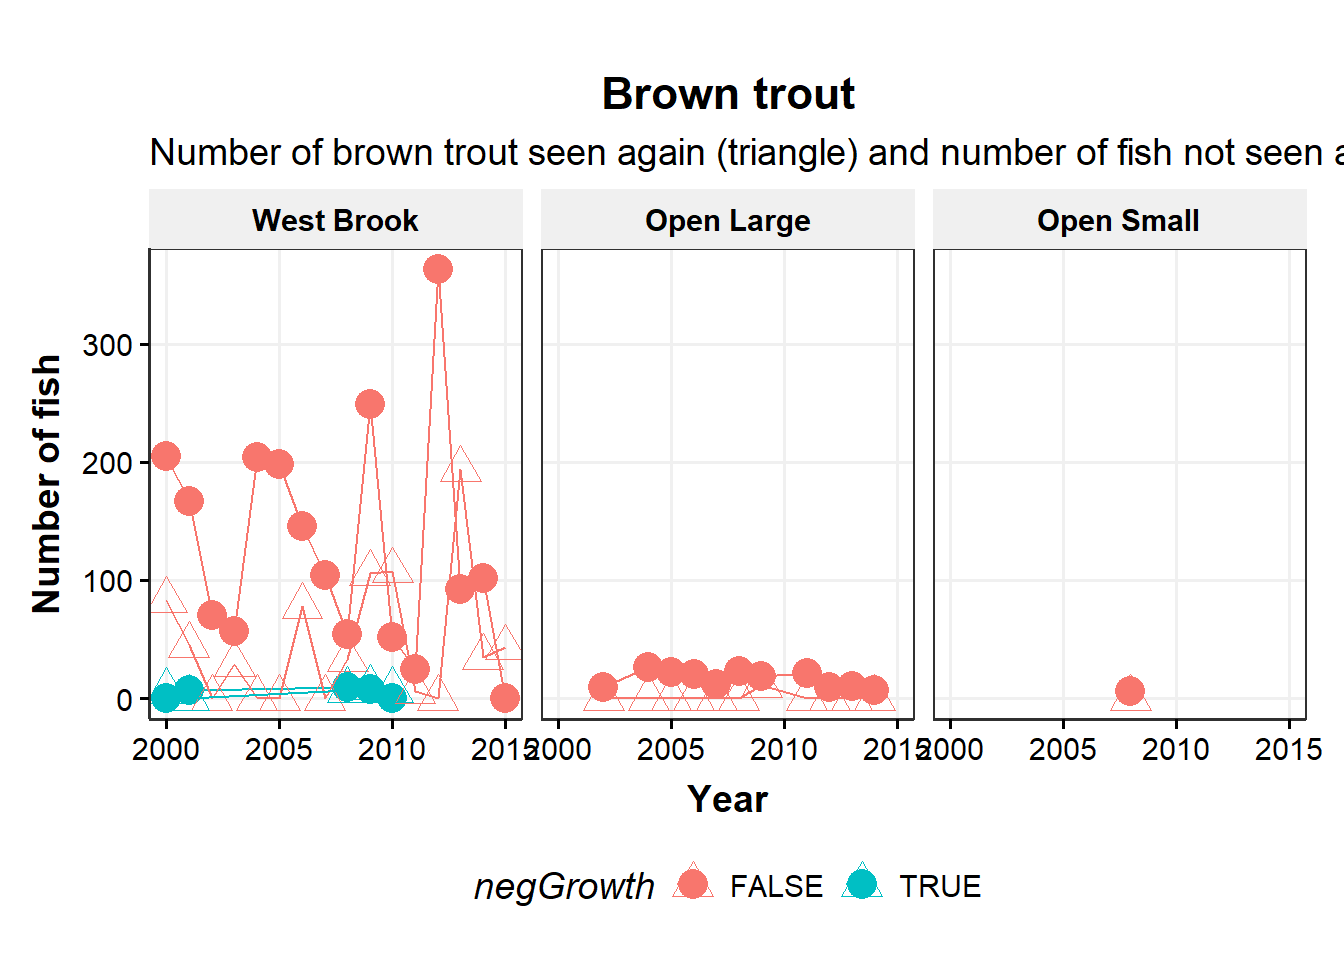 Brown trout
Number of brown trout seen again (triangle) and number of fish not seen
West Brook
Open Large
Open Small
Number of fish
300
200
100
0
2000 2005 2010 2015
2000 2005 2010 2015
2000 2005 2010 2015
Year
negGrowth FALSE TRUE